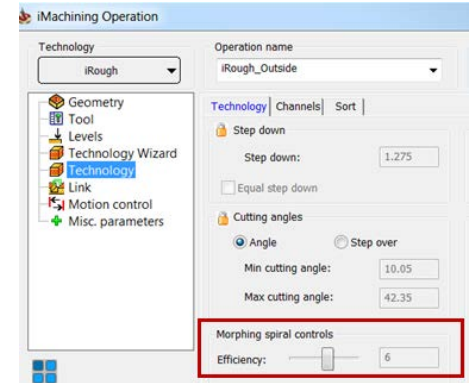 iMachining Operation
Technology
iRough
Operation name
iRough_Outside
Geometry
Tool
Levels
Technology Wizard
Technology
Link
Motion control
Misc. parameters
Technology Channels Sort
Step down
Step down: 1.275
Equal step down
Cutting angles
Angle Step over
Min cutting angle: 10.05
Max cutting angle: 42.35
Morphing spiral controls
Efficiency: 6